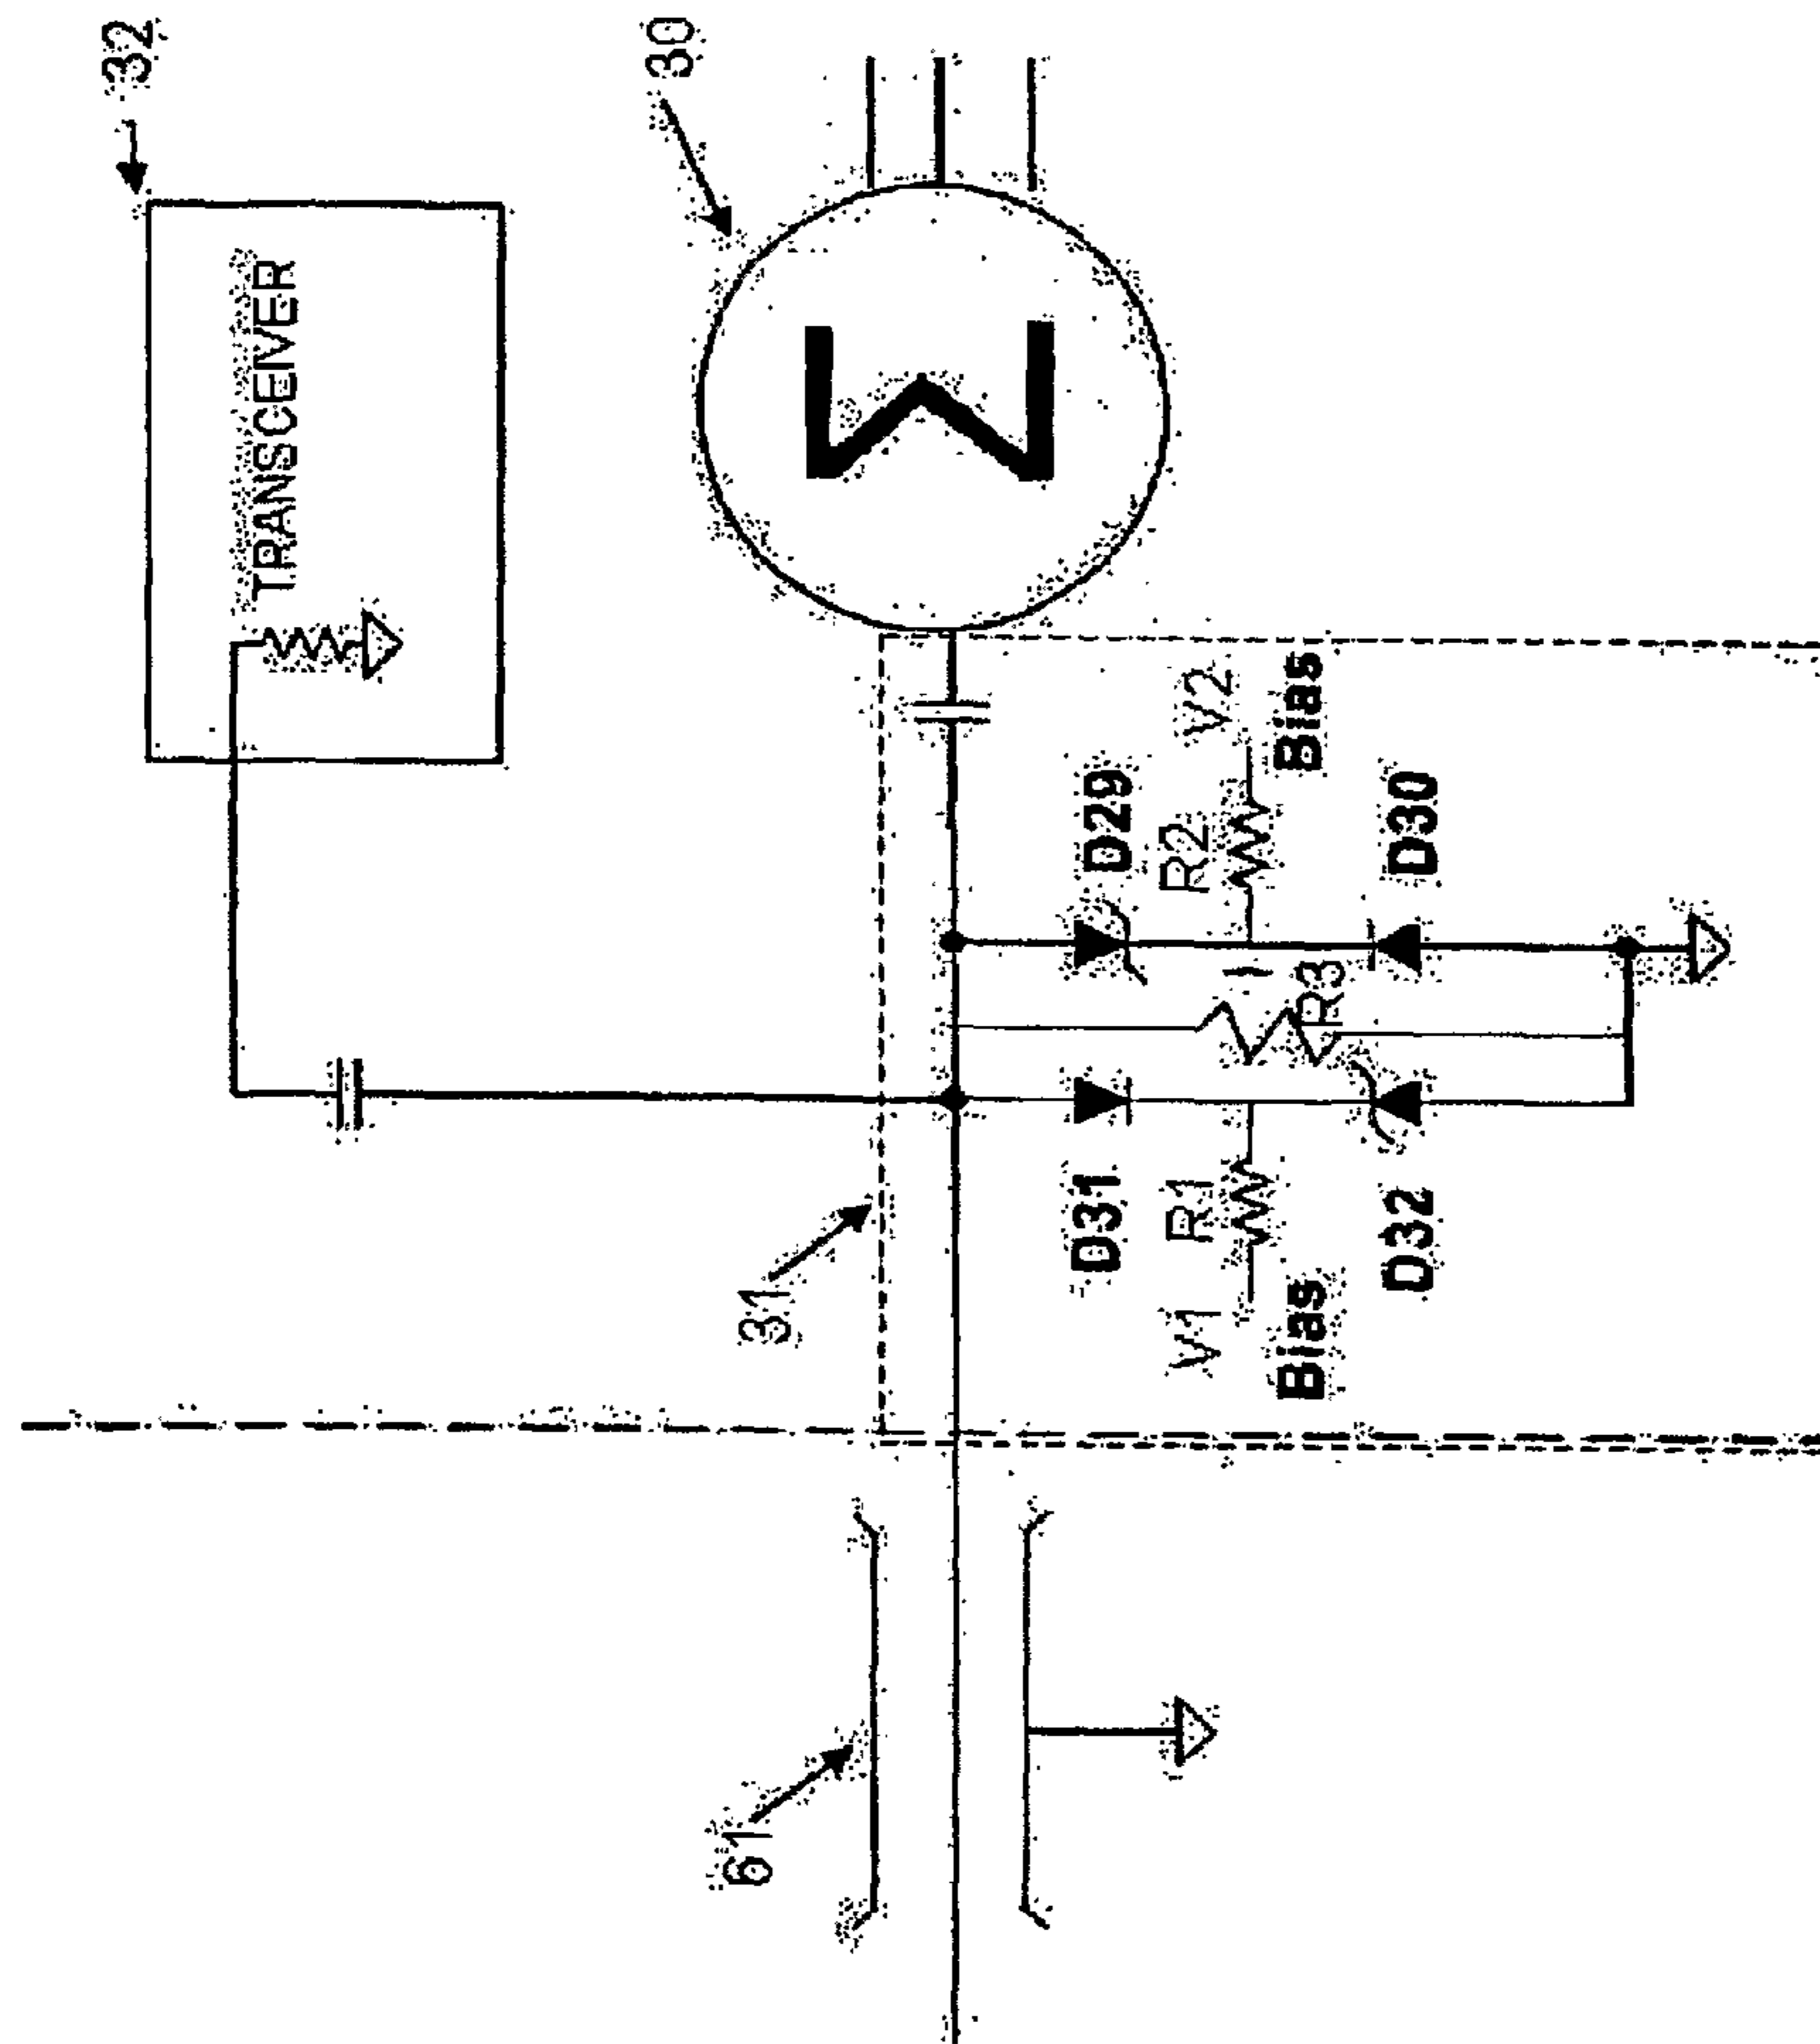 32
TRANSCEIVER
30
61
31
Σ
D31
D29
V1
R1
R2
V2
Bias
R3
Bias
D32
D30